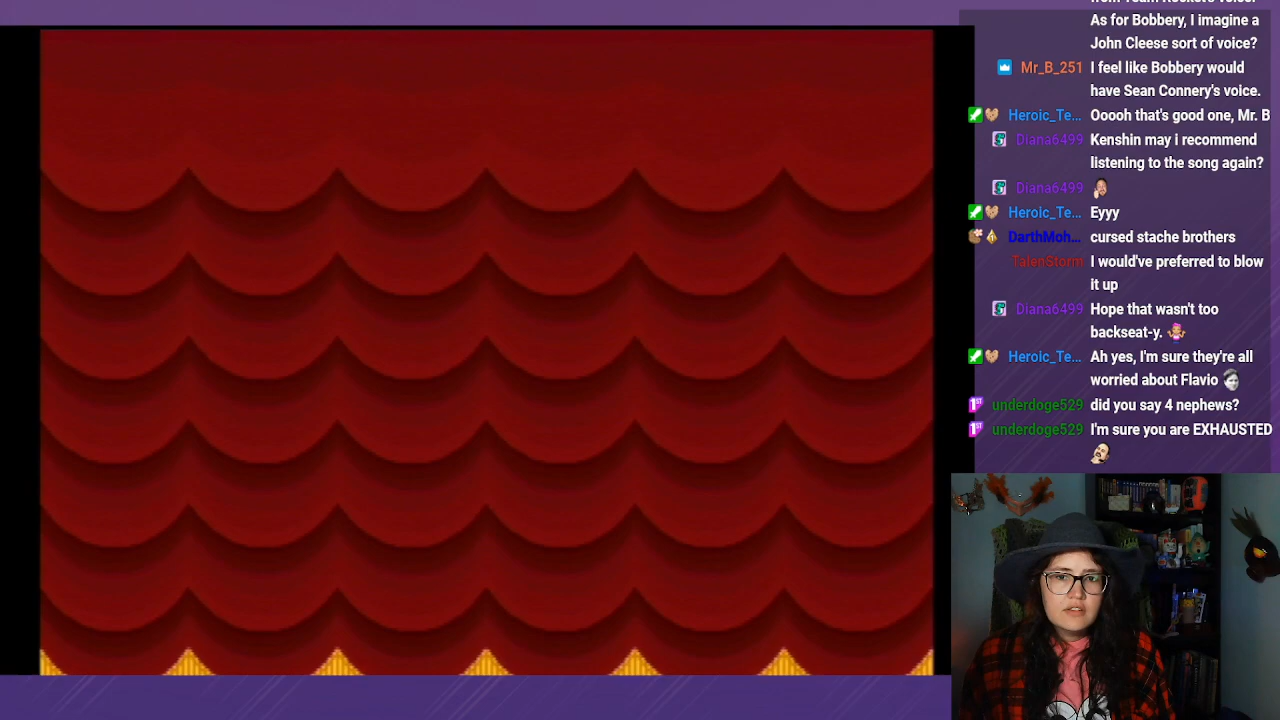 As for Bobbery, I imagine a
John Cleese sort of voice?
Mr_B_251 I feel like Bobbery would
have Sean Connery's voice.
Heroic_Te... Ooooh that's good one, Mr. B
Diana6499 Kenshin may i recommend
listening to the song again?
Diana6499
Heroic_Te... Eyyy
DarthMoh... cursed stache brothers
TalenStorm I would've preferred to blow
it up
Diana6499 Hope that wasn't too
backseat-y.
Heroic_Te... Ah yes, I'm sure they're all
worried about Flavio
1ST underdoge529 did you say 4 nephews?
1ST underdoge529 I'm sure you are EXHAUSTED